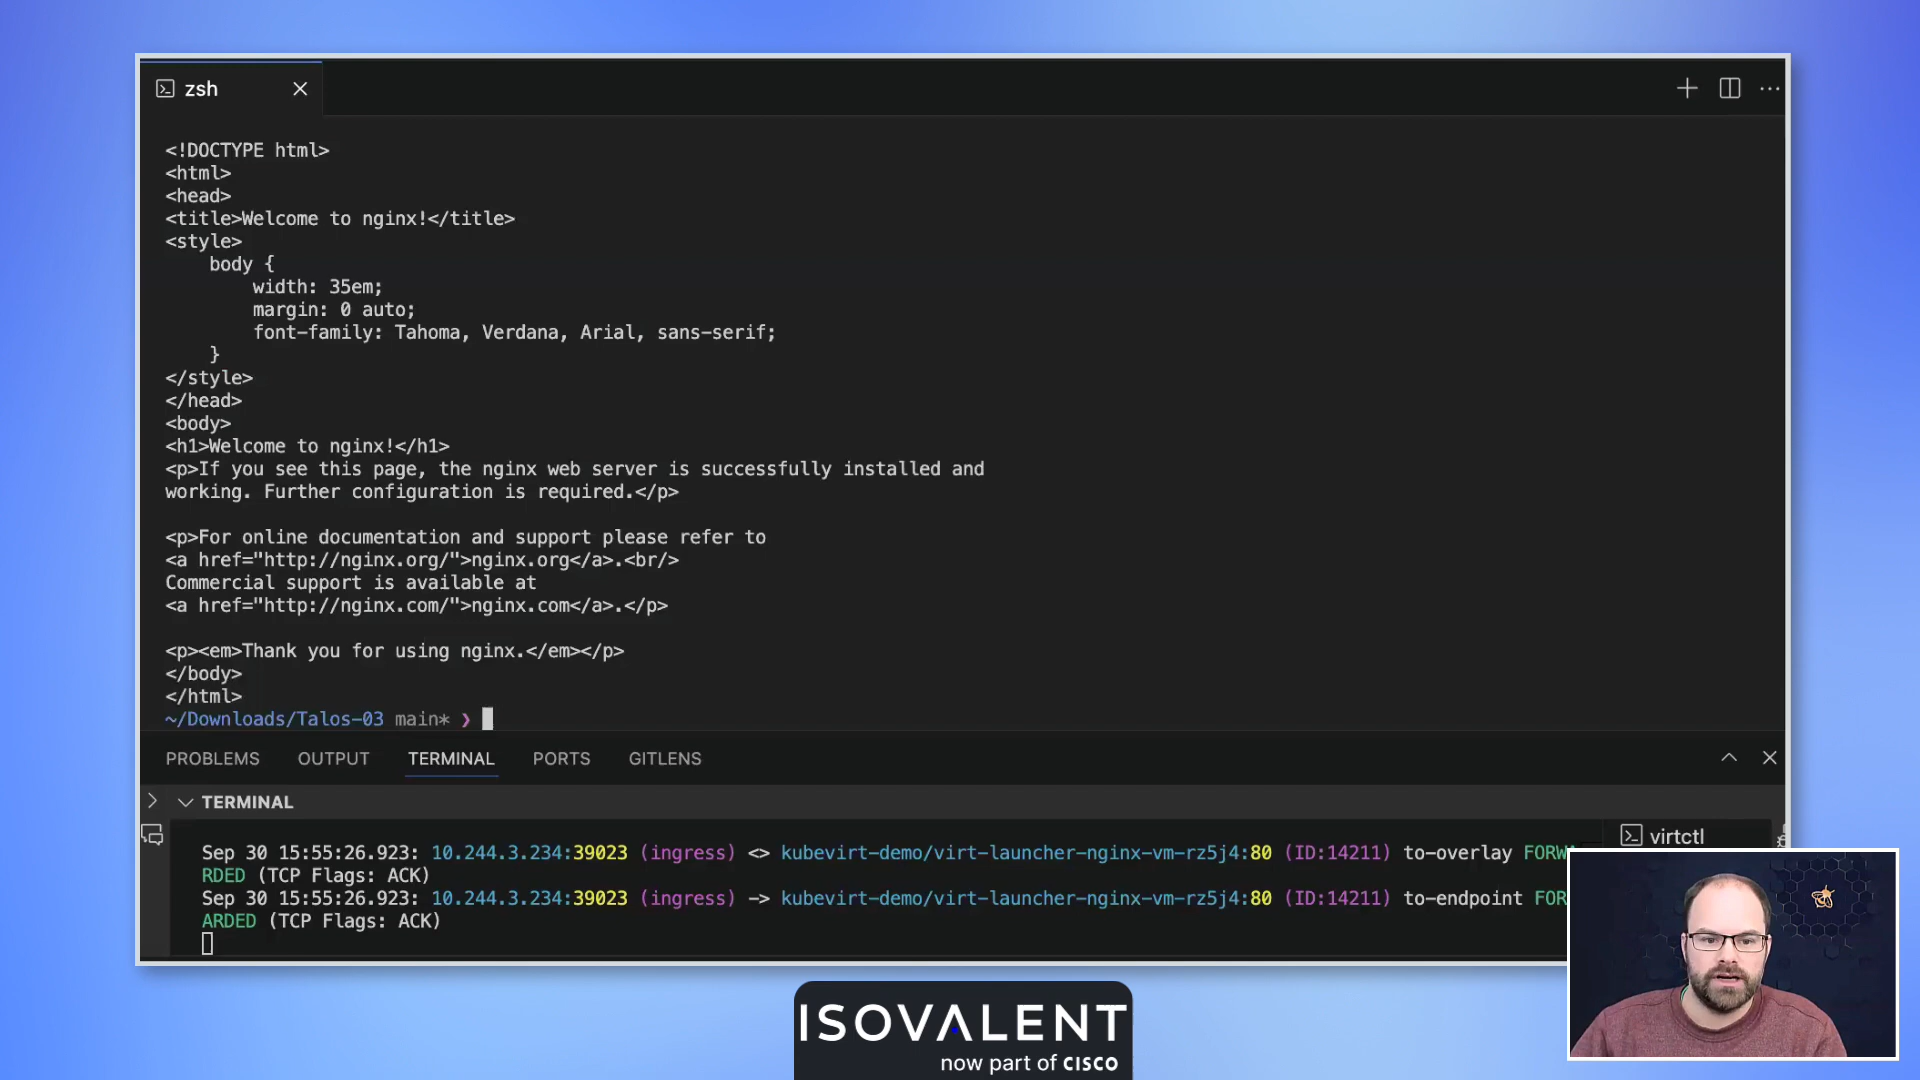 zsh
<!DOCTYPE html>
<html>
<head>
<title>Welcome to nginx!</title>
<style>
    body {
        width: 35em;
        margin: 0 auto;
        font-family: Tahoma, Verdana, Arial, sans-serif;
    }
</style>
</head>
<body>
<h1>Welcome to nginx!</h1>
<p>If you see this page, the nginx web server is successfully installed and
working. Further configuration is required.</p>
<p>For online documentation and support please refer to
<a href="http://nginx.org/">nginx.org</a>.<br/>
Commercial support is available at
<a href="http://nginx.com/">nginx.com</a>.</p>
<p><em>Thank you for using nginx.</em></p>
</body>
</html>
~/Downloads/Talos-03 main* ❯
PROBLEMS OUTPUT TERMINAL PORTS GITLENS
TERMINAL
virtctl
Sep 30 15:55:26.923: 10.244.3.234:39023 (ingress) <> kubevirt-demo/virt-launcher-nginx-vm-rz5j4:80 (ID:14211) to-overlay FORWA
RDED (TCP Flags: ACK)
Sep 30 15:55:26.923: 10.244.3.234:39023 (ingress) -> kubevirt-demo/virt-launcher-nginx-vm-rz5j4:80 (ID:14211) to-endpoint FOR
ARDED (TCP Flags: ACK)
ISOVALENT
now part of CISCO